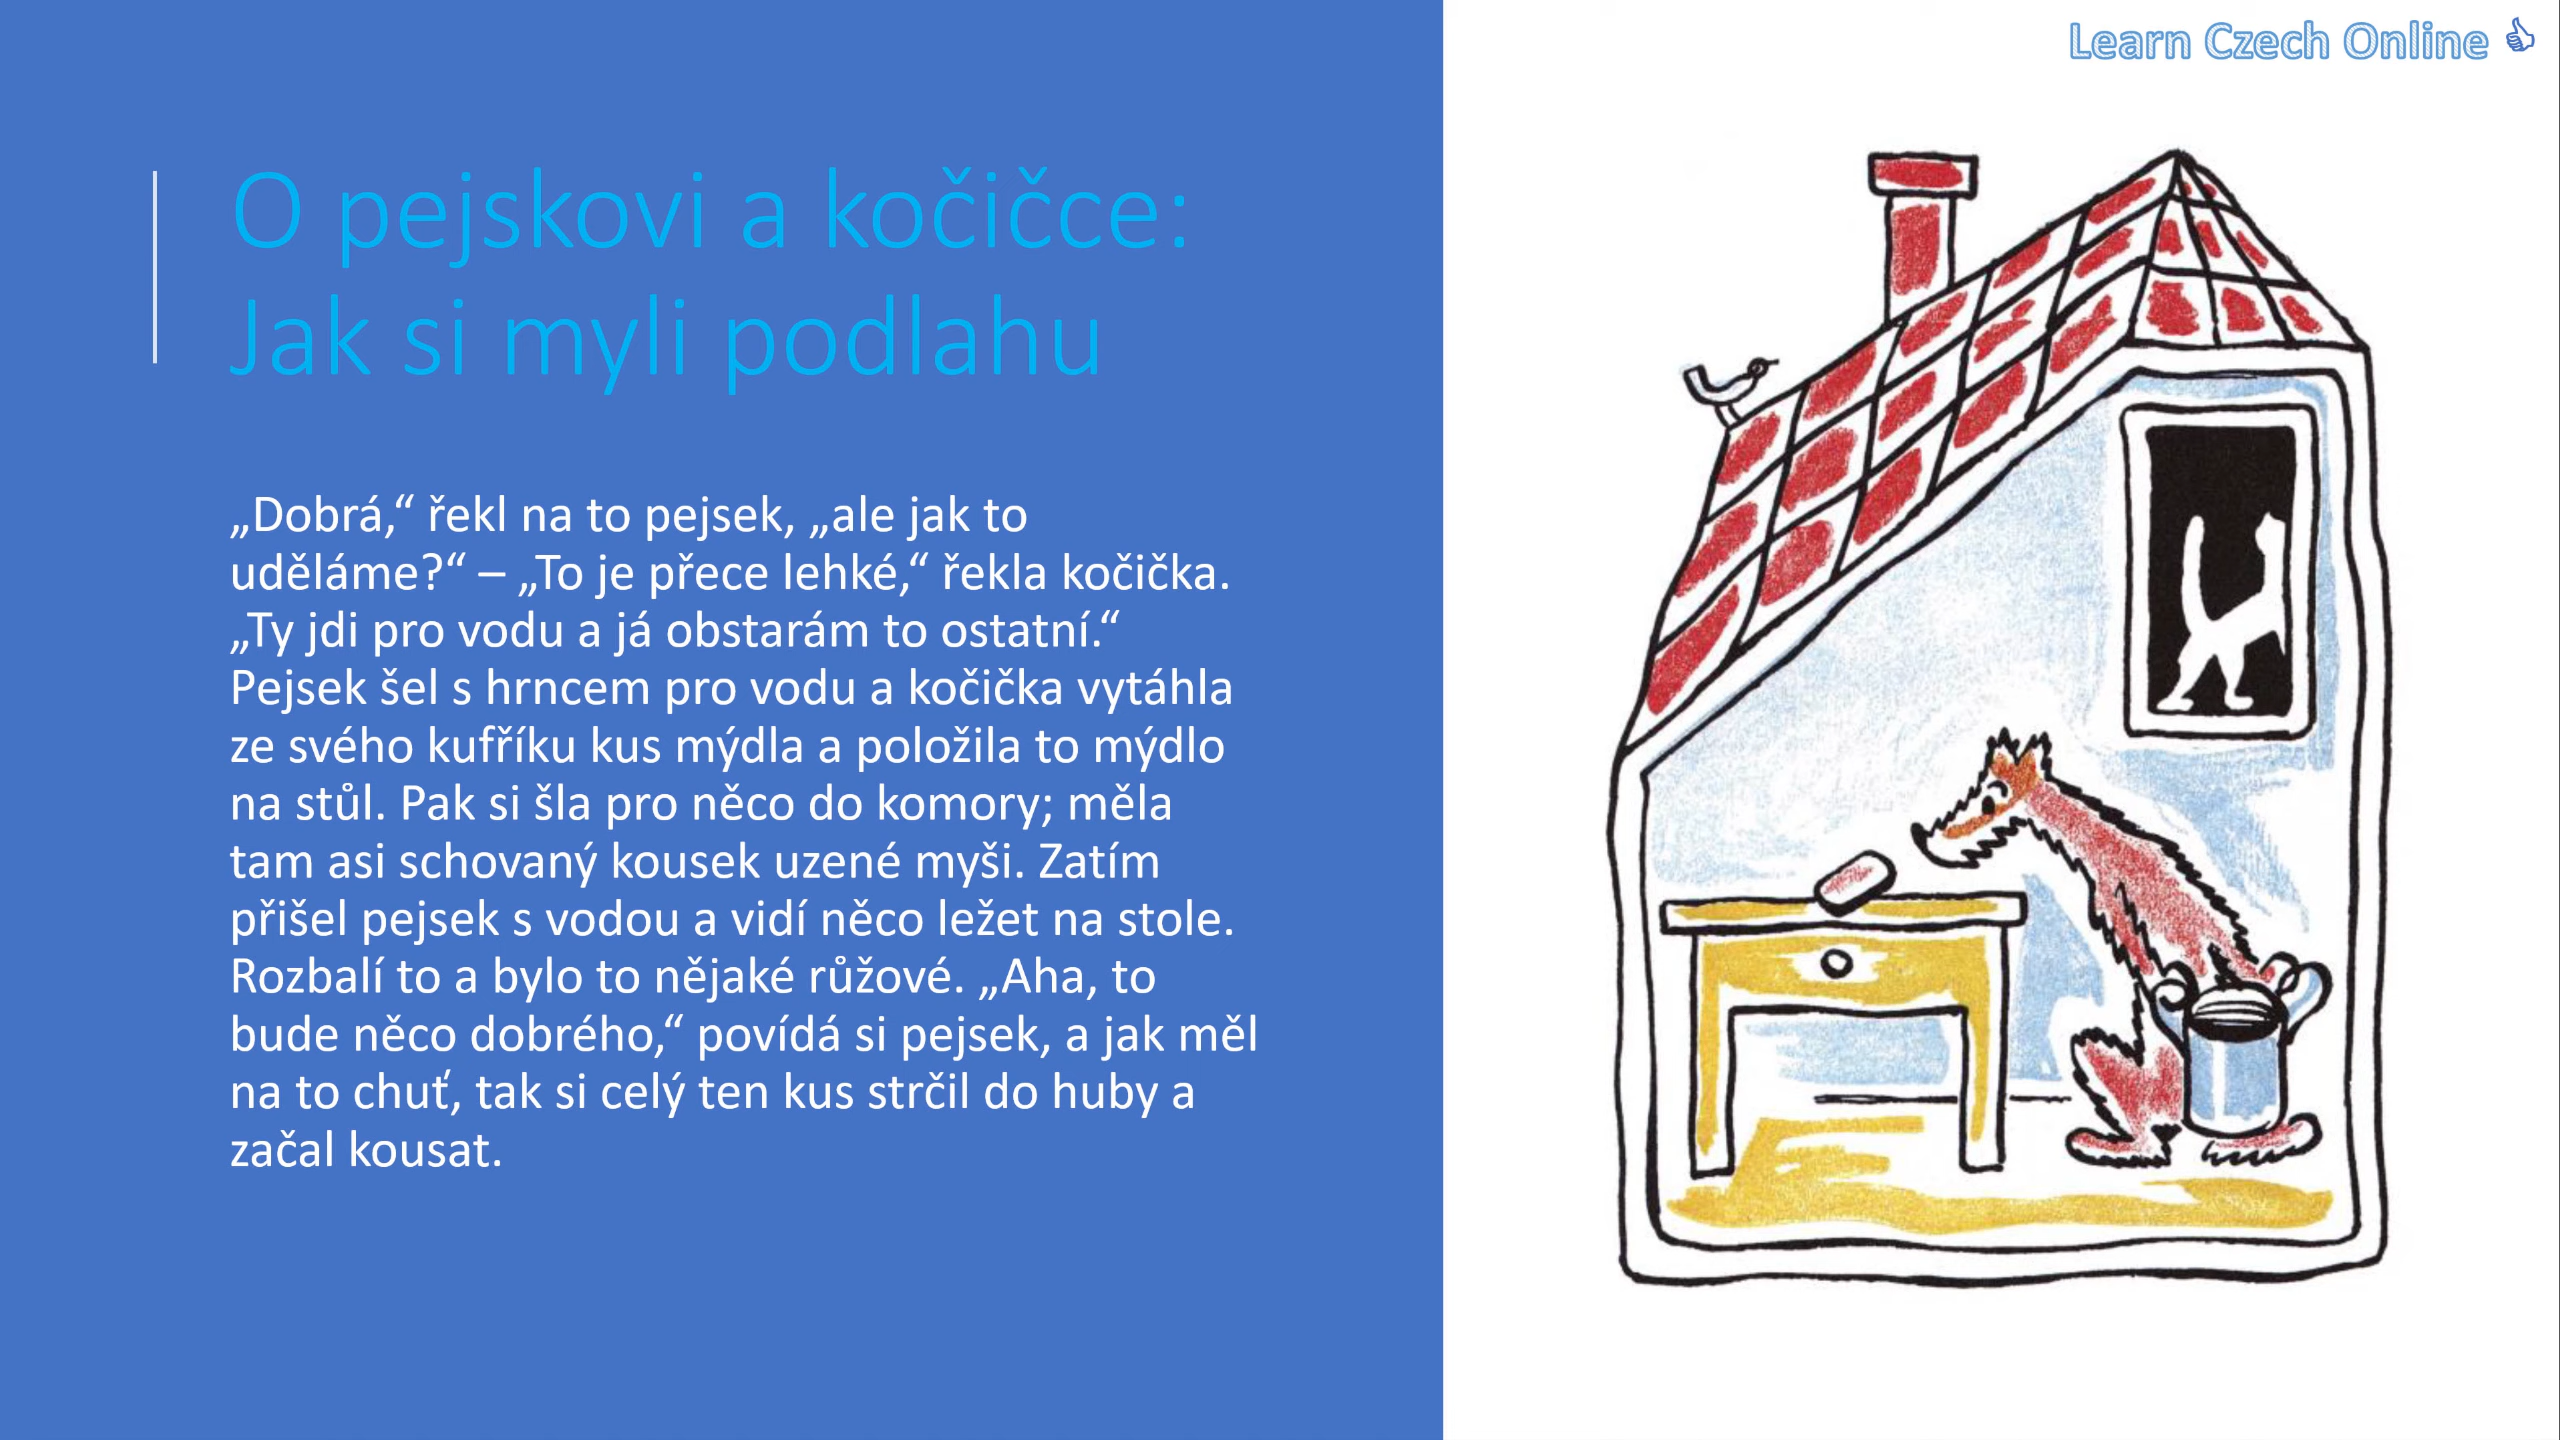 Learn Czech Online
O pejskovi a kočičce:
Jak si myli podlahu
„Dobrá,“ řekl na to pejsek, „ale jak to
uděláme?“ – „To je přece lehké,“ řekla kočička.
„Ty jdi pro vodu a já obstarám to ostatní.“
Pejsek šel s hrncem pro vodu a kočička vytáhla
ze svého kufříku kus mýdla a položila to mýdlo
na stůl. Pak si šla pro něco do komory; měla
tam asi schovaný kousek uzené myši. Zatím
přišel pejsek s vodou a vidí něco ležet na stole.
Rozbalí to a bylo to nějaké růžové. „Aha, to
bude něco dobrého,“ povídá si pejsek, a jak měl
na to chuť, tak si celý ten kus strčil do huby a
začal kousat.